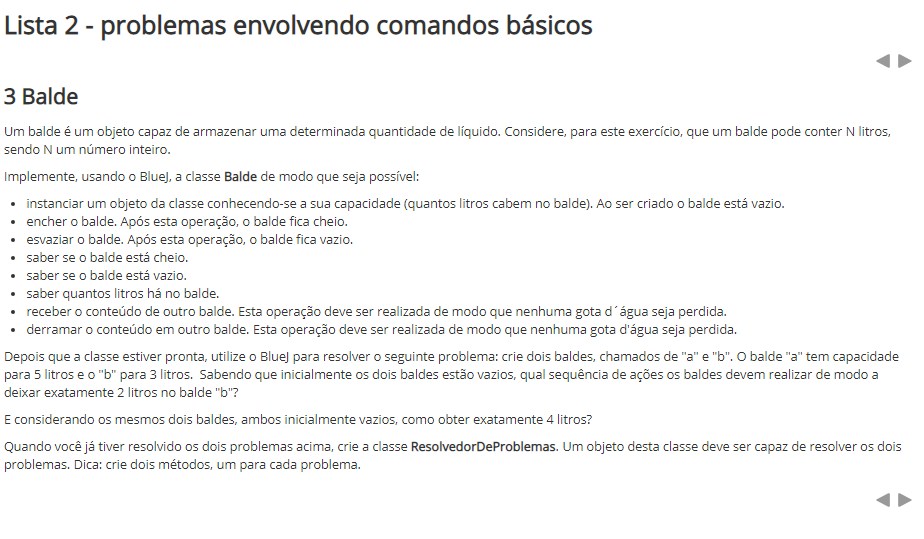 Lista 2 - problemas envolvendo comandos básicos
3 Balde
Um balde é um objeto capaz de armazenar uma determinada quantidade de líquido. Considere, para este exercício, que um balde pode conter N litros,
sendo N um número inteiro.
Implemente, usando o BlueJ, a classe Balde de modo que seja possível:
• instanciar um objeto da classe conhecendo-se a sua capacidade (quantos litros cabem no balde). Ao ser criado o balde está vazio.
• encher o balde. Após esta operação, o balde fica cheio.
• esvaziar o balde. Após esta operação, o balde fica vazio.
• saber se o balde está cheio.
• saber se o balde está vazio.
• saber quantos litros há no balde.
• receber o conteúdo de outro balde. Esta operação deve ser realizada de modo que nenhuma gota d´água seja perdida.
• derramar o conteúdo em outro balde. Esta operação deve ser realizada de modo que nenhuma gota d'água seja perdida.
Depois que a classe estiver pronta, utilize o BlueJ para resolver o seguinte problema: crie dois baldes, chamados de "a" e "b". O balde "a" tem capacidade
para 5 litros e o "b" para 3 litros. Sabendo que inicialmente os dois baldes estão vazios, qual sequência de ações os baldes devem realizar de modo a
deixar exatamente 2 litros no balde "b"?
E considerando os mesmos dois baldes, ambos inicialmente vazios, como obter exatamente 4 litros?
Quando você já tiver resolvido os dois problemas acima, crie a classe ResolvedorDeProblemas. Um objeto desta classe deve ser capaz de resolver os dois
problemas. Dica: crie dois métodos, um para cada problema.